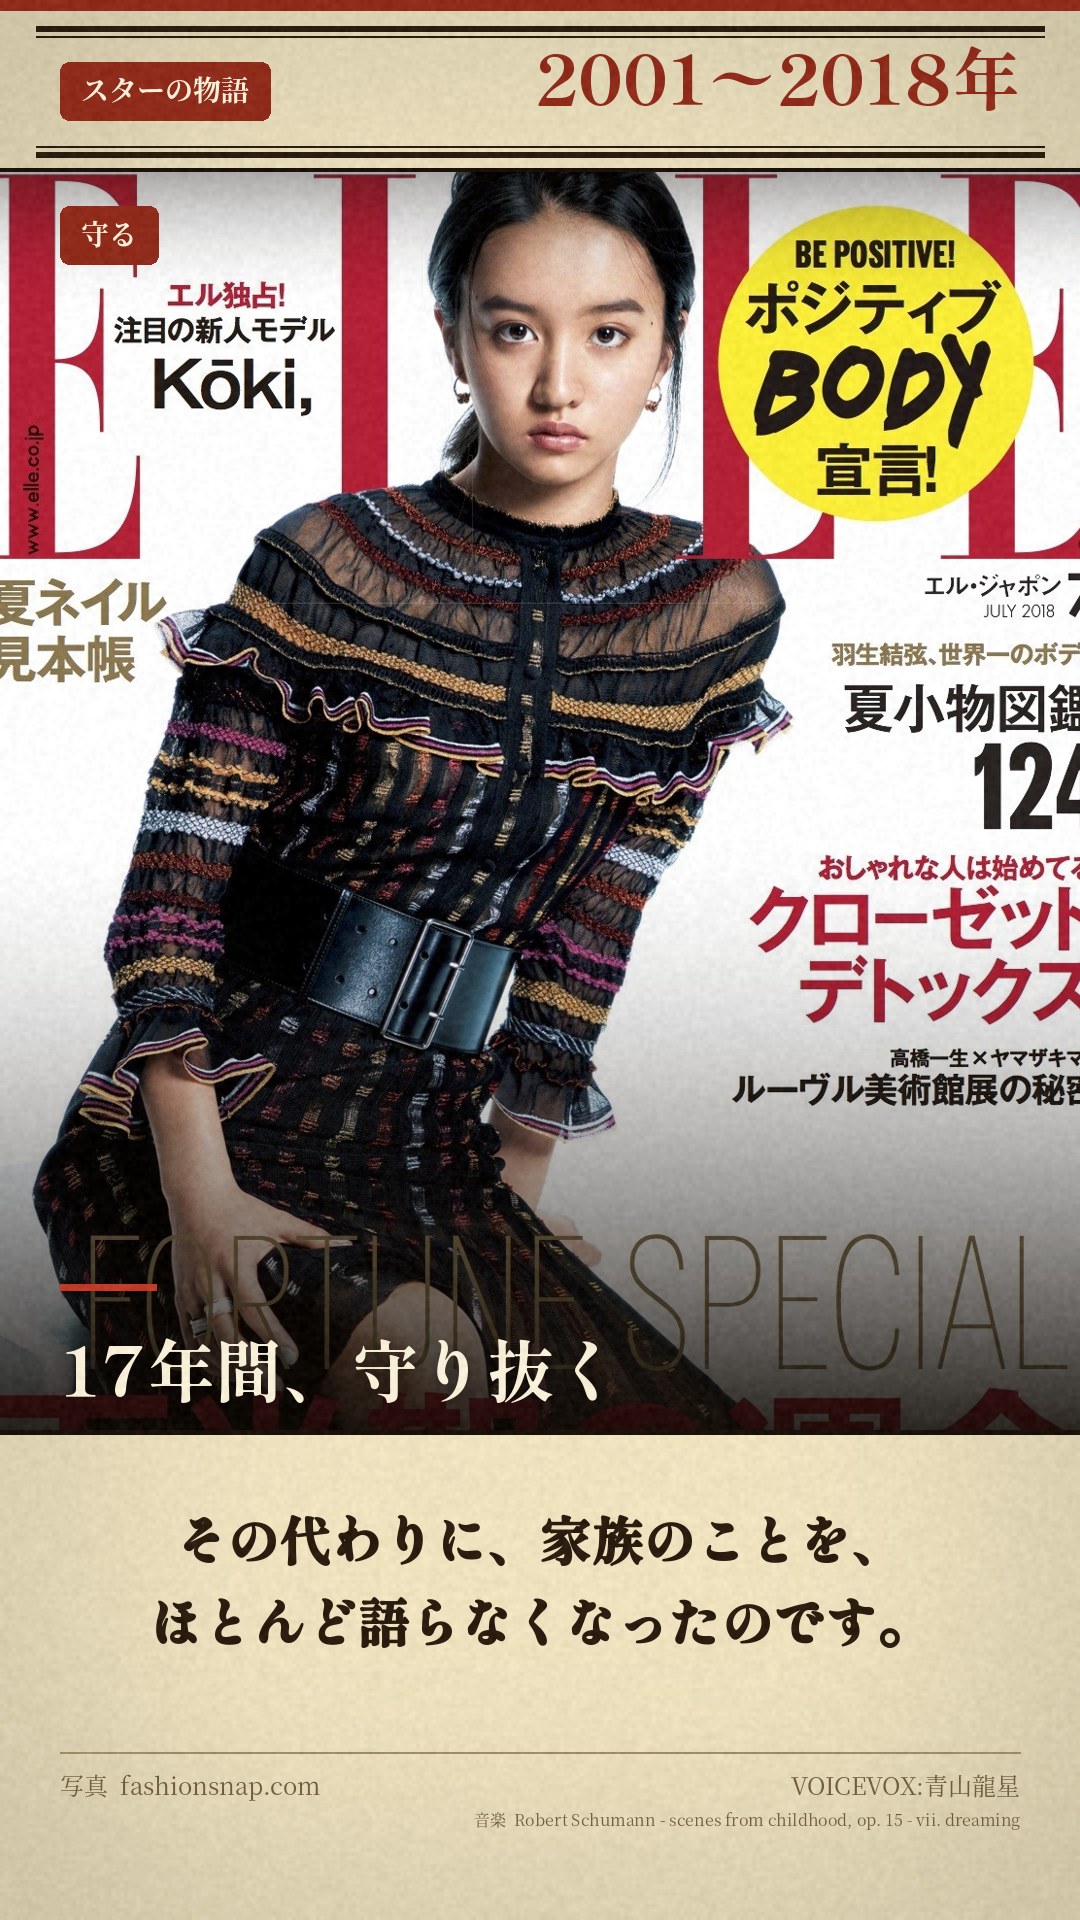 スターの物語
2001〜2018年
ELLE
守る
エル独占!
注目の新人モデル
Kōki,
www.elle.co.jp
BE POSITIVE!
ポジティブ
BODY
宣言!
夏ネイル
見本帳
エル・ジャポン
JULY 2018
羽生結弦、世界一のボデ
夏小物図鑑
124
おしゃれな人は始めてる
クローゼット
デトックス
高橋一生×ヤマザキマ
ルーヴル美術館展の秘密
FORTUNE SPECIAL
17年間、守り抜く
その代わりに、家族のことを、
ほとんど語らなくなったのです。
写真 fashionsnap.com
VOICEVOX:青山龍星
音楽 Robert Schumann - scenes from childhood, op. 15 - vii. dreaming